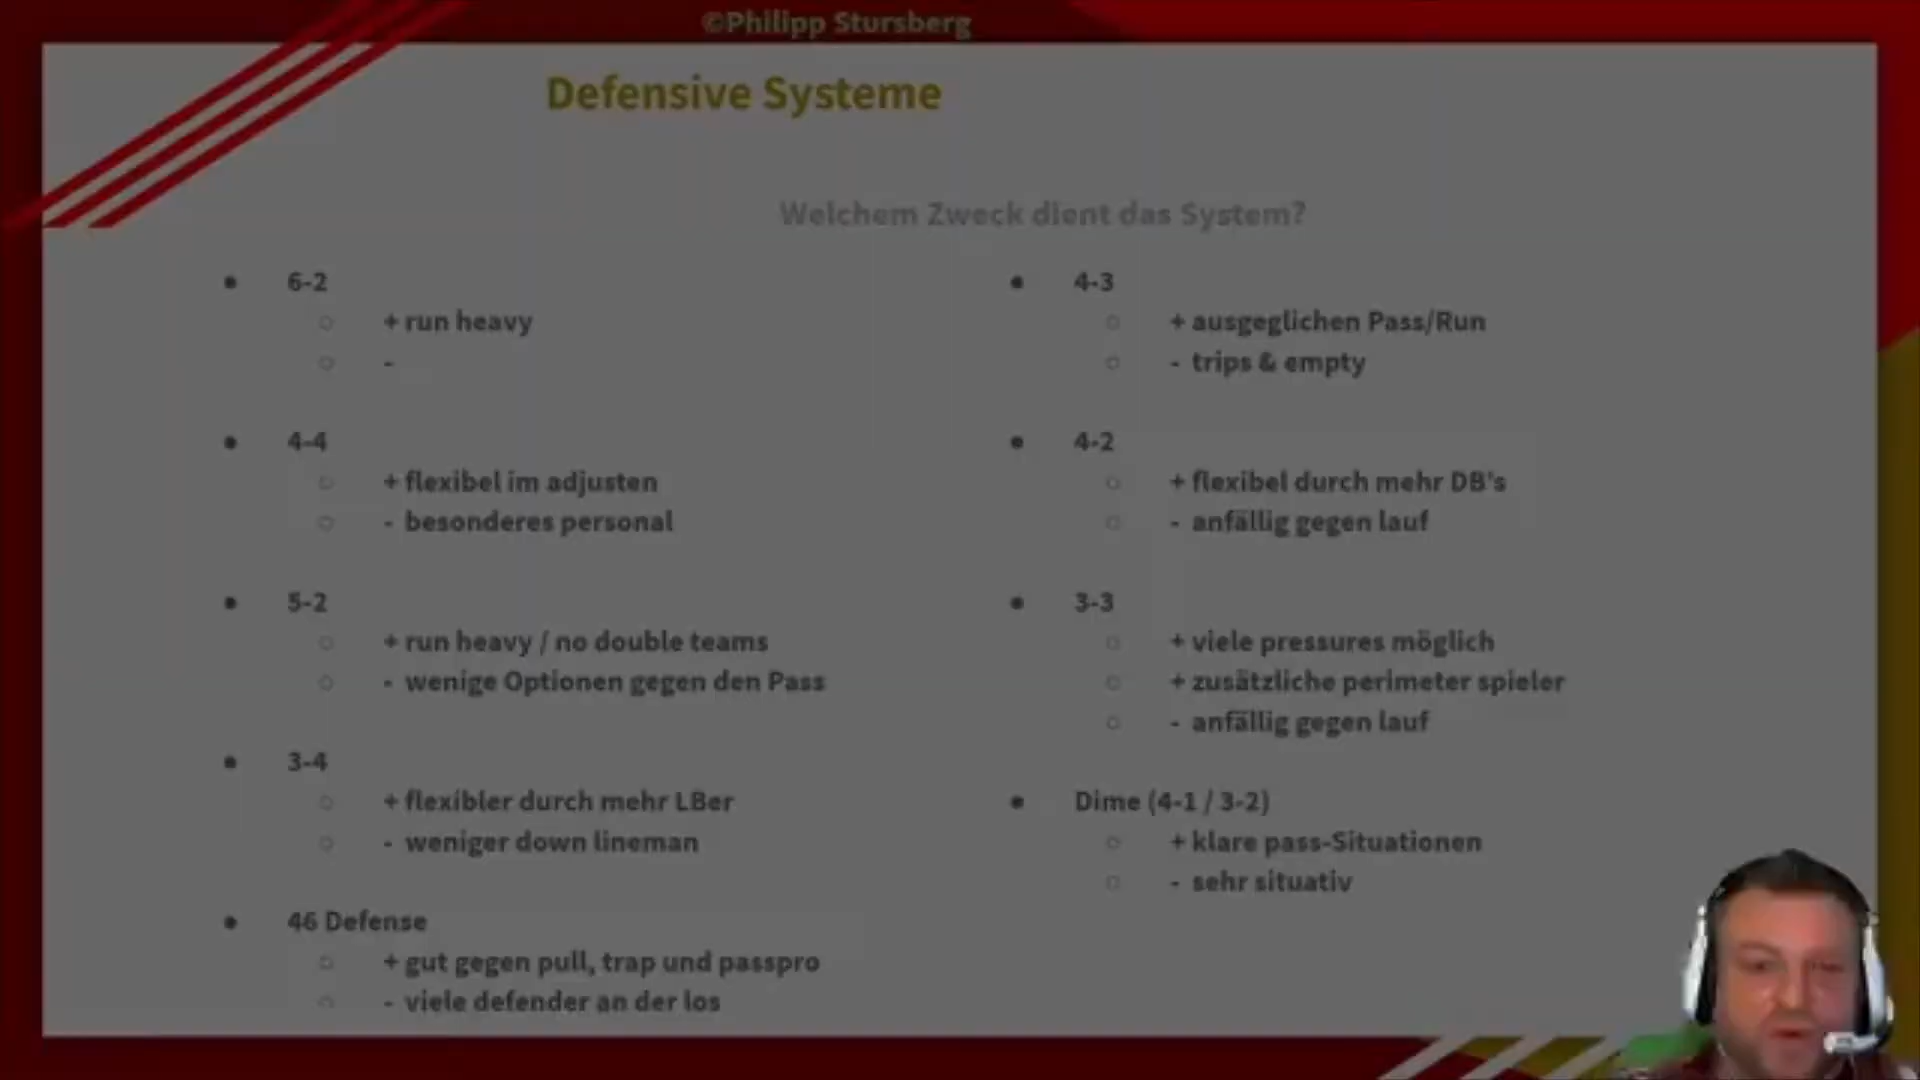 ©Philipp Stursberg
Defensive Systeme
Welchem Zweck dient das System?
● 6-2
○ + run heavy
○ -
● 4-4
○ + flexibel im adjusten
○ - besonderes personal
● 5-2
○ + run heavy / no double teams
○ - wenige Optionen gegen den Pass
● 3-4
○ + flexibler durch mehr LBer
○ - weniger down lineman
● 46 Defense
○ + gut gegen pull, trap und passpro
○ - viele defender an der los
● 4-3
○ + ausgeglichen Pass/Run
○ - trips & empty
● 4-2
○ + flexibel durch mehr DB's
○ - anfällig gegen lauf
● 3-3
○ + viele pressures möglich
○ + zusätzliche perimeter spieler
○ - anfällig gegen lauf
● Dime (4-1 / 3-2)
○ + klare pass-Situationen
○ - sehr situativ